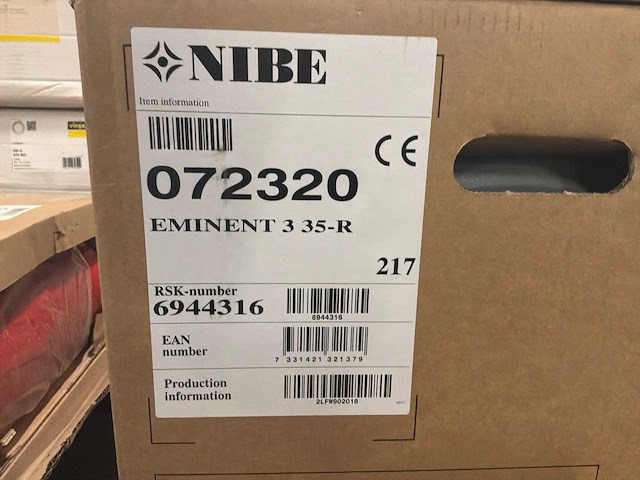 NIBE
Item information
CE
072320
EMINENT 3 35-R
217
RSK-number
6944316
6944316
EAN
number
7 331421 321379
Production
information
2LFW902018
viega